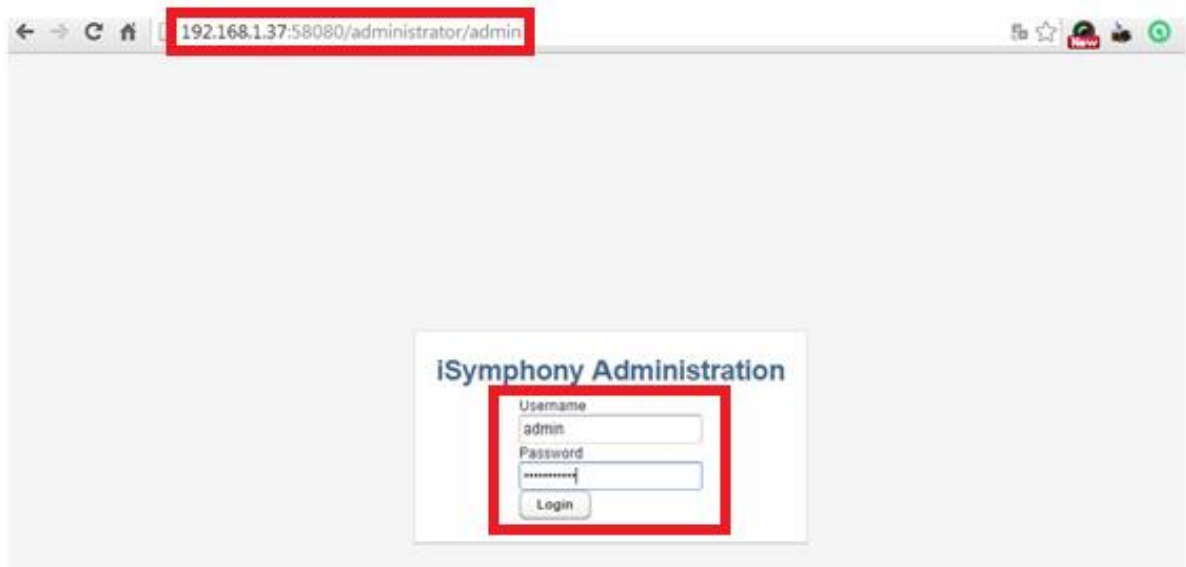 192.168.1.37:58080/administrator/admin
New
iSymphony Administration
Username
admin
Password
Login